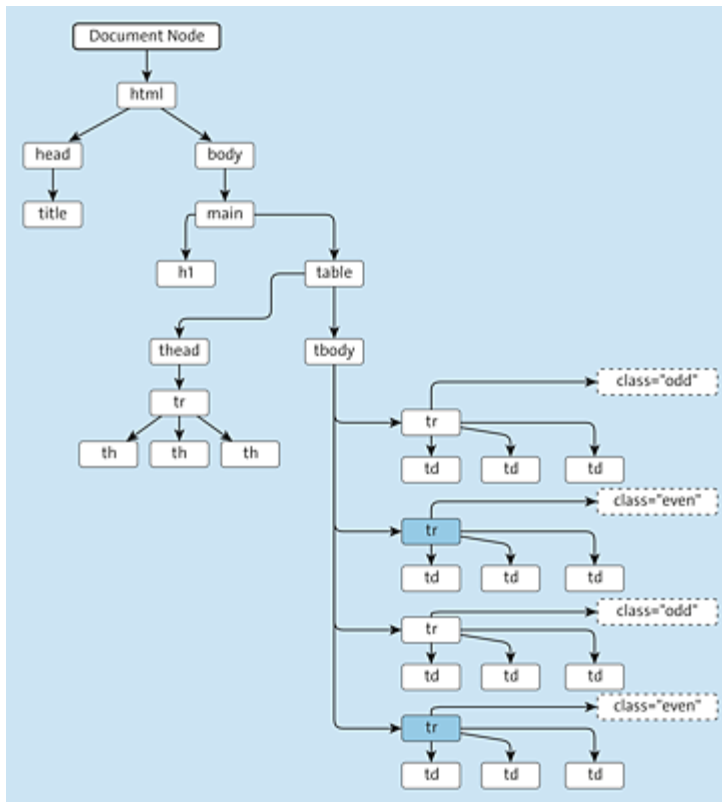 Document Node
html
head
body
title
main
h1
table
thead
tbody
class="odd"
tr
tr
th
th
th
td
td
td
class="even"
tr
td
td
td
class="odd"
tr
td
td
td
class="even"
tr
td
td
td